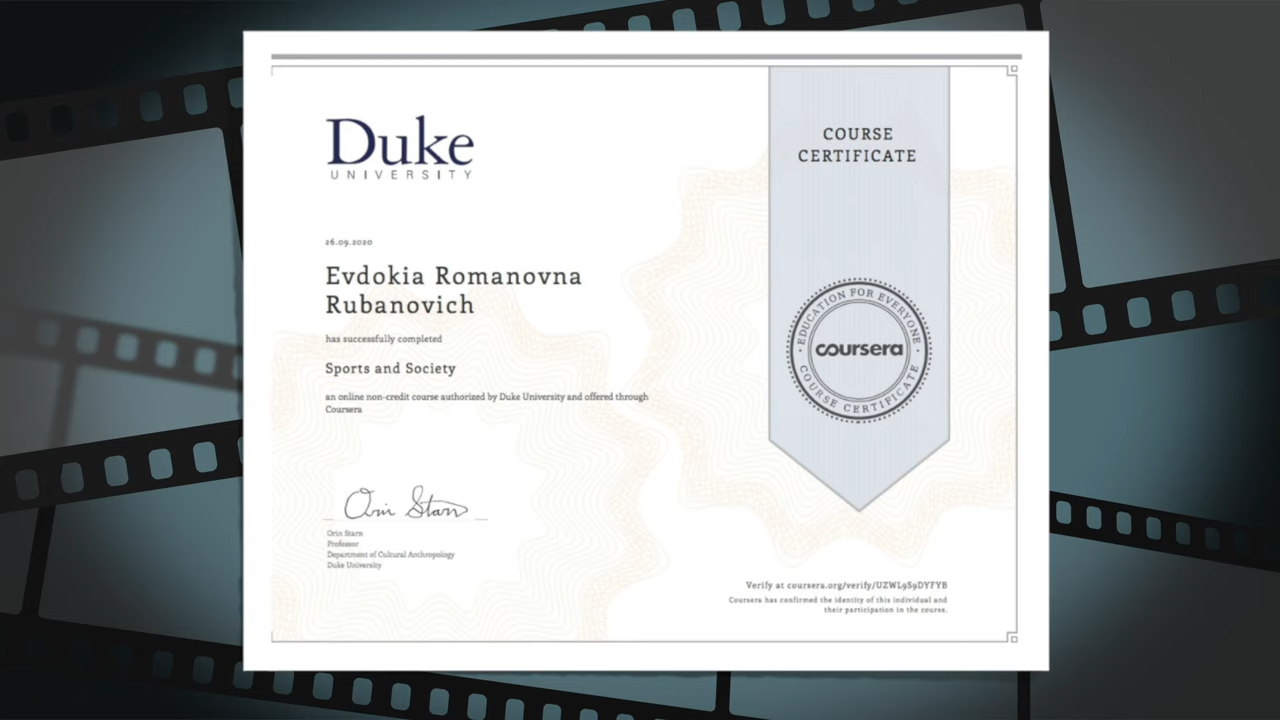 Duke
UNIVERSITY
COURSE
CERTIFICATE
26.09.2020
Evdokia Romanovna
Rubanovich
has successfully completed
Sports and Society
an online non-credit course authorized by Duke University and offered through
Coursera
EDUCATION FOR EVERYONE
coursera
COURSE CERTIFICATE
Orin Starn
Orin Starn
Professor
Department of Cultural Anthropology
Duke University
Verify at coursera.org/verify/UZWL9S9DYFYB
Coursera has confirmed the identity of this individual and
their participation in the course.